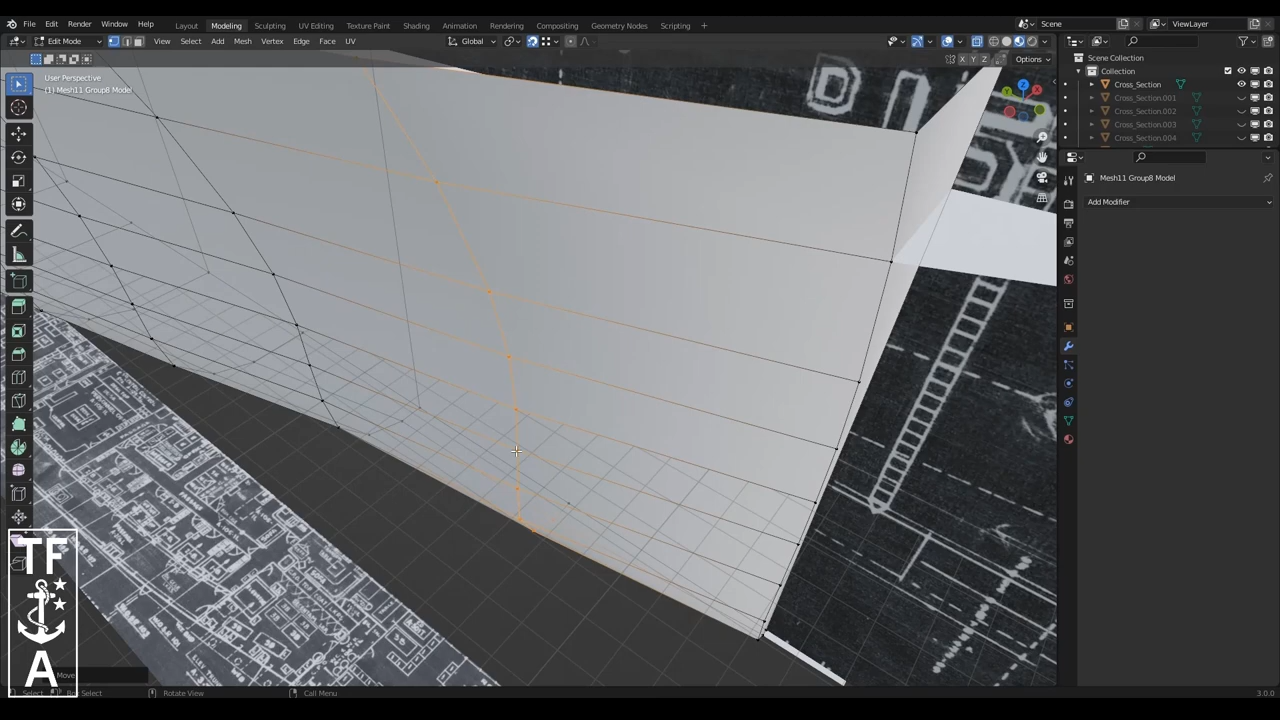 File Edit Render Window Help Layout Modeling Sculpting UV Editing Texture Paint Shading Animation Rendering Compositing Geometry Nodes Scripting + Scene ViewLayer
Edit Mode View Select Add Mesh Vertex Edge Face UV Global
X Y Z Options
User Perspective
(1) Mesh11 Group8 Model
Scene Collection
Collection
Cross_Section
Cross_Section.001
Cross_Section.002
Cross_Section.003
Cross_Section.004
Mesh11 Group8 Model
Add Modifier
D
TF
A
Move
Select Box Select Rotate View Call Menu 3.0.0